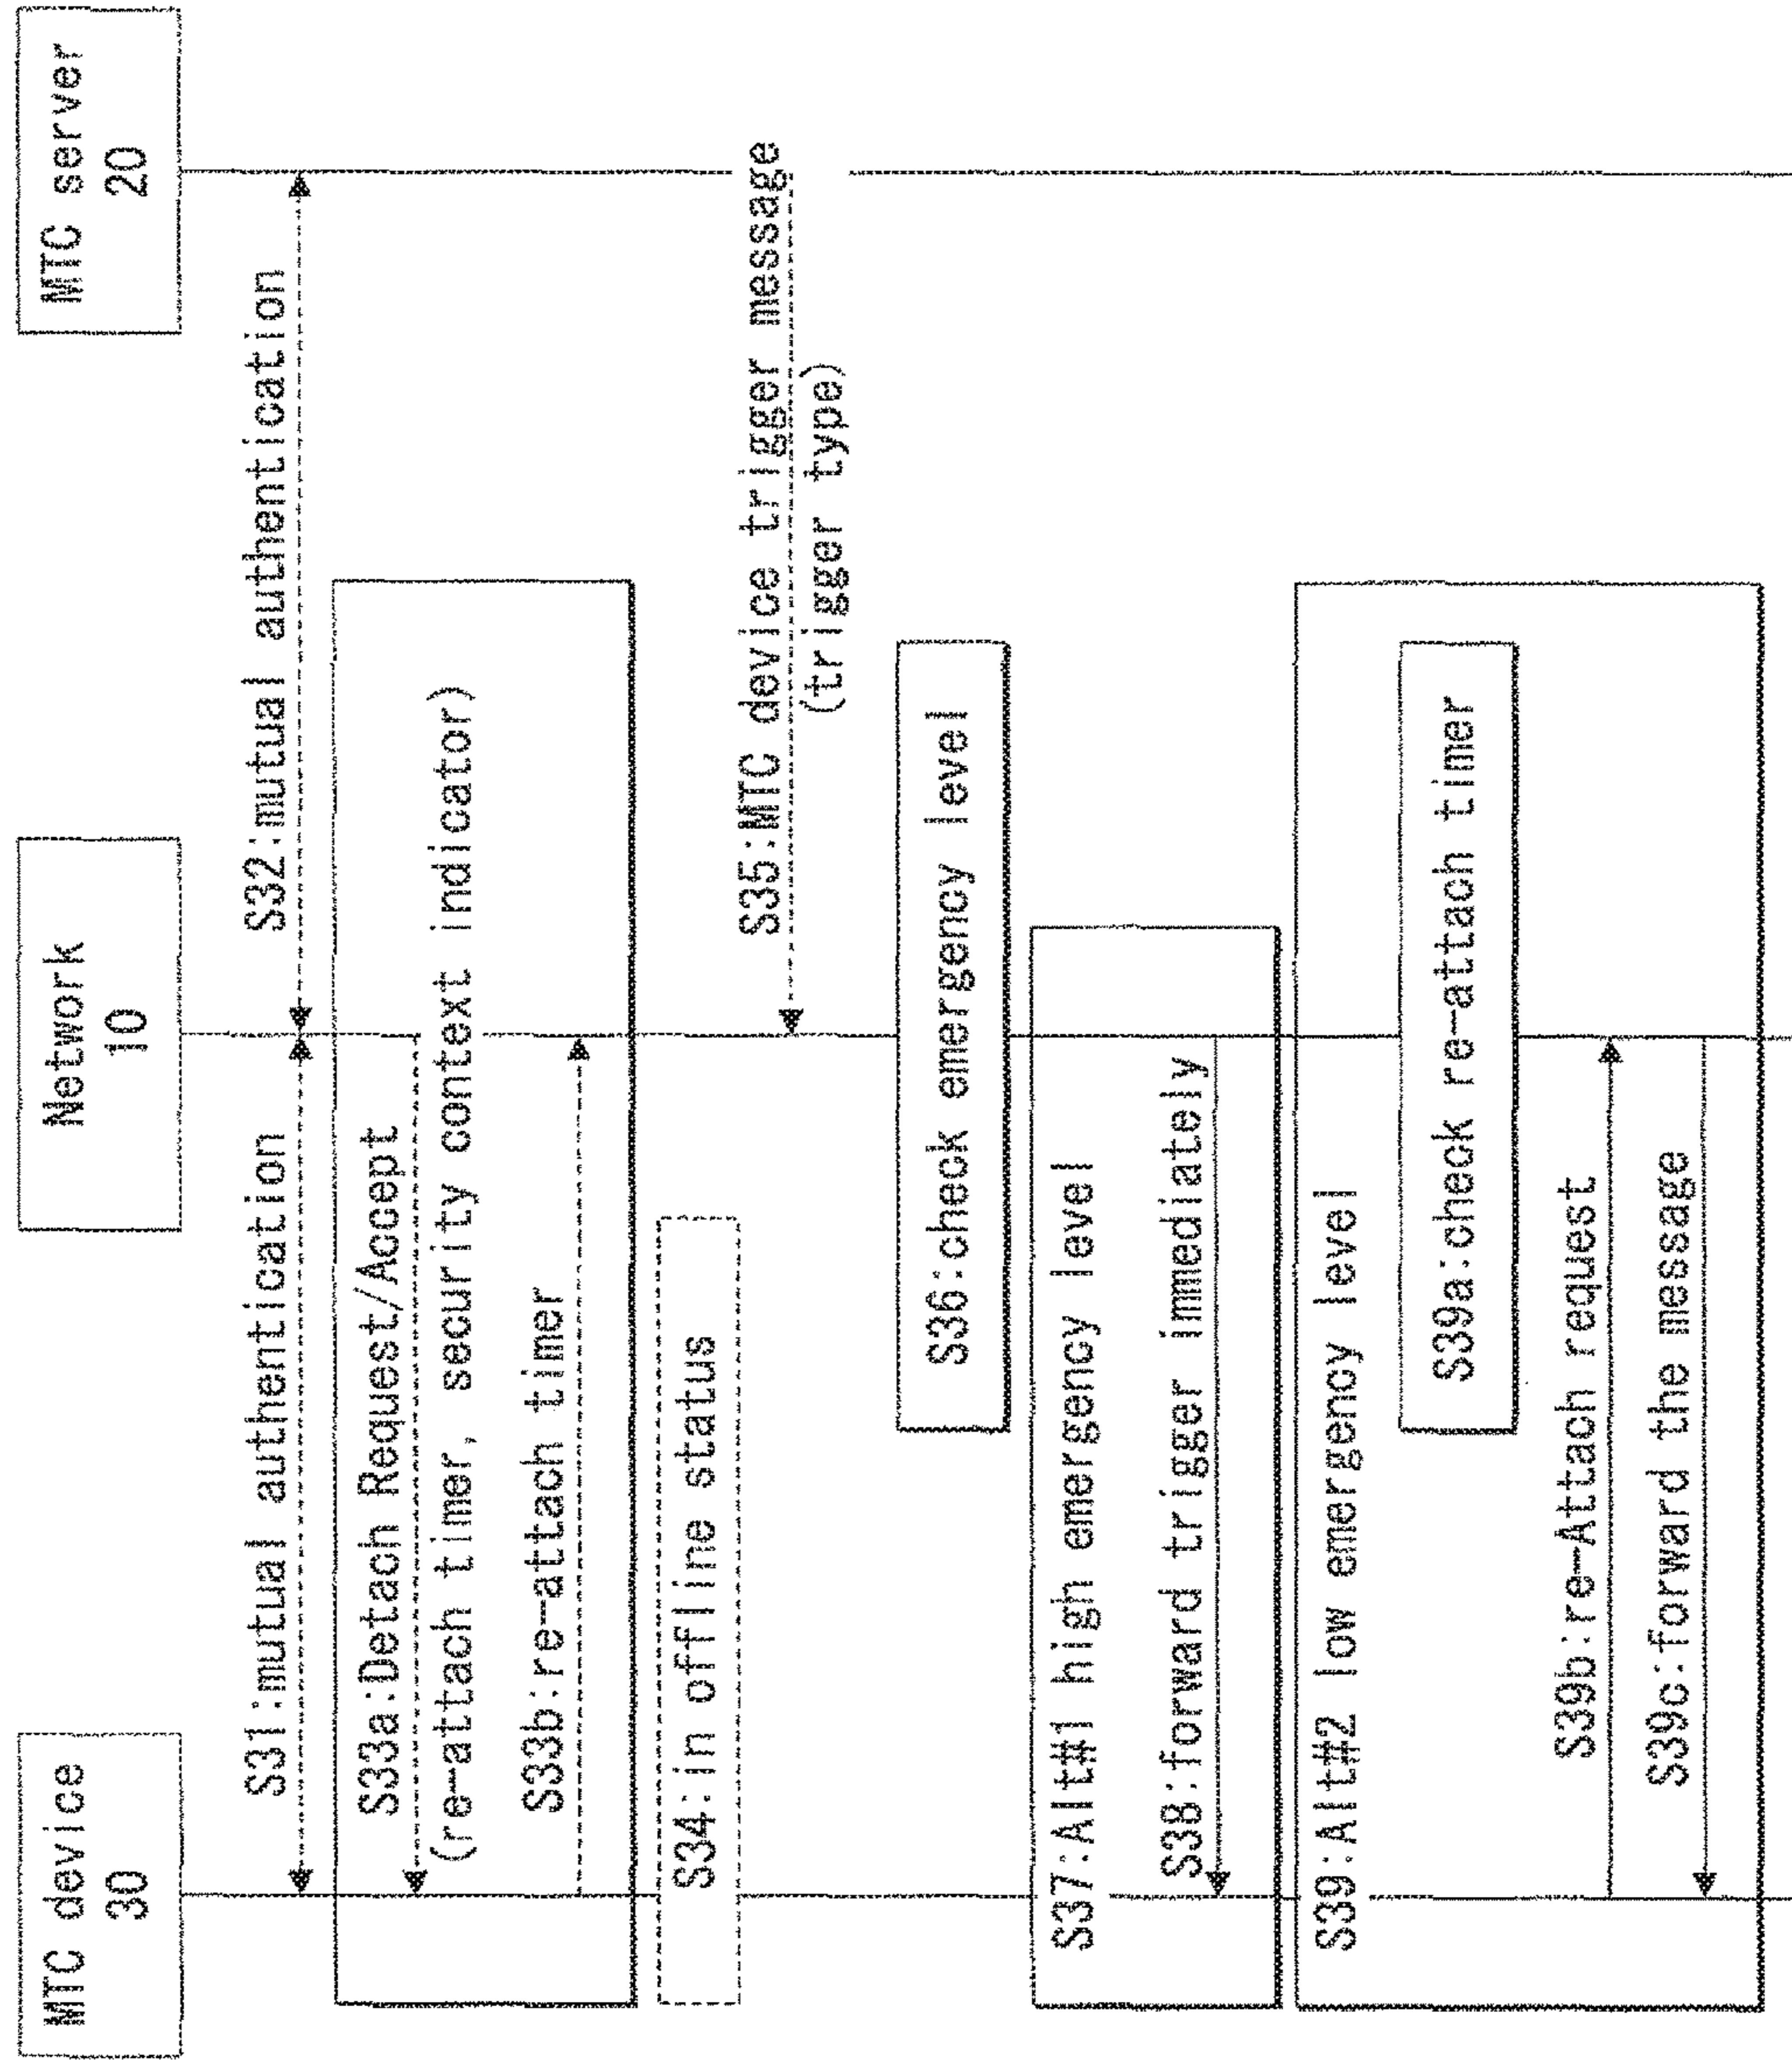 MTC device
30
Network
10
MTC server
20
S31:mutual authentication
S32:mutual authentication
S33a:Detach Request/Accept
(re-attach timer, security context indicator)
S33b:re-attach timer
S34:in offline status
S35:MTC device trigger message
(trigger type)
S36:check emergency level
S37:Alt#1 high emergency level
S38:forward trigger immediately
S39:Alt#2 low emergency level
S39a:check re-attach timer
S39b:re-Attach request
S39c:forward the message